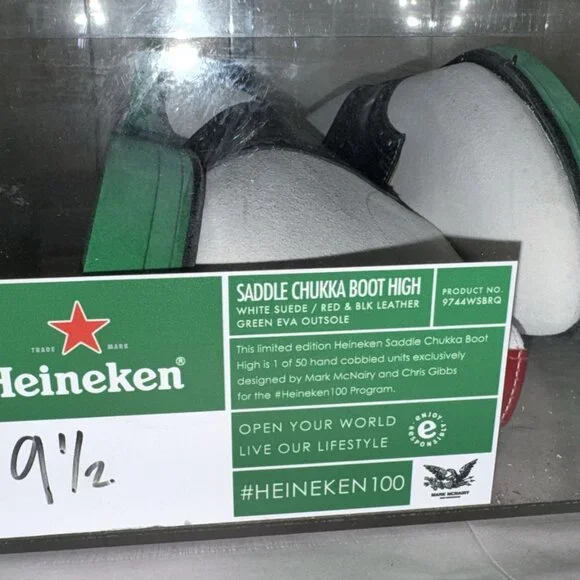 TRADE MARK
Heineken®
9 1/2.
SADDLE CHUKKA BOOT HIGH
WHITE SUEDE / RED & BLK LEATHER
GREEN EVA OUTSOLE
PRODUCT NO.
9744WSBRQ
This limited edition Heineken Saddle Chukka Boot
High is 1 of 50 hand cobbled units exclusively
designed by Mark McNairy and Chris Gibbs
for the #Heineken100 Program.
OPEN YOUR WORLD
LIVE OUR LIFESTYLE
ENJOY
RESPONSIBLY
e
#HEINEKEN100
MARK MCNAIRY